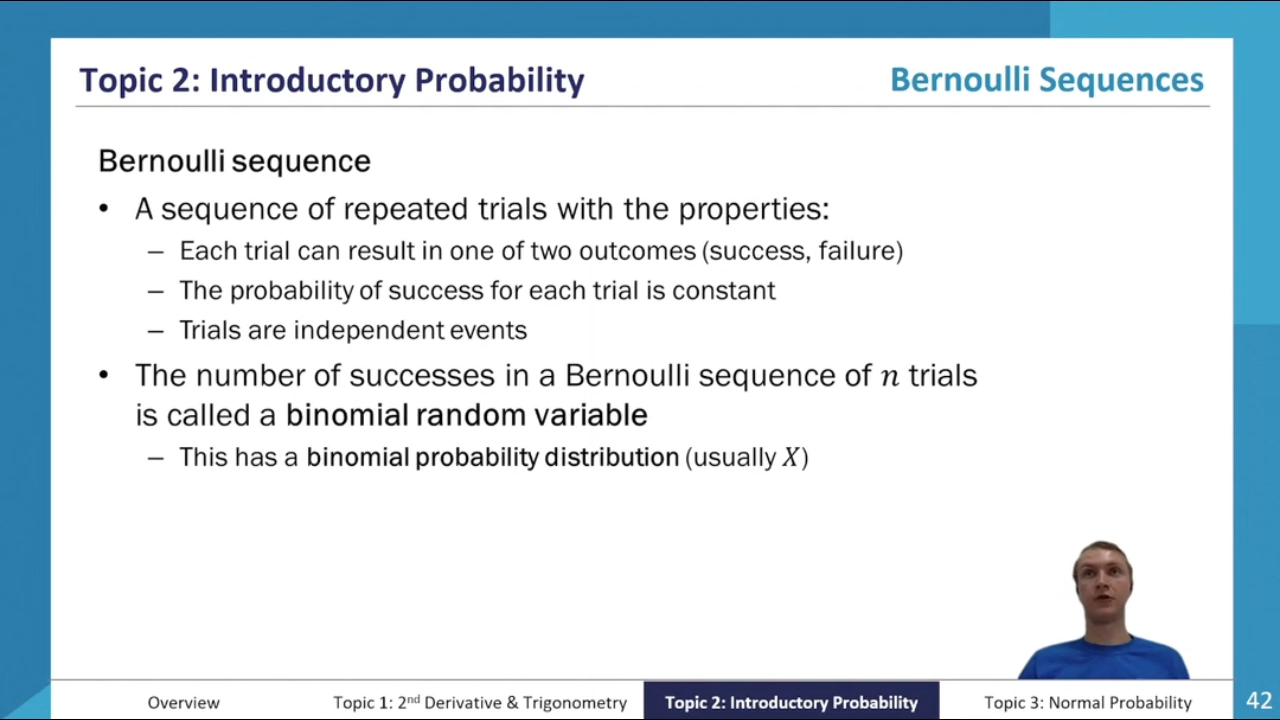 Topic 2: Introductory Probability
Bernoulli Sequences
Bernoulli sequence
• A sequence of repeated trials with the properties:
– Each trial can result in one of two outcomes (success, failure)
– The probability of success for each trial is constant
– Trials are independent events
• The number of successes in a Bernoulli sequence of n trials
is called a binomial random variable
– This has a binomial probability distribution (usually X)
Overview
Topic 1: 2nd Derivative & Trigonometry
Topic 2: Introductory Probability
Topic 3: Normal Probability
42